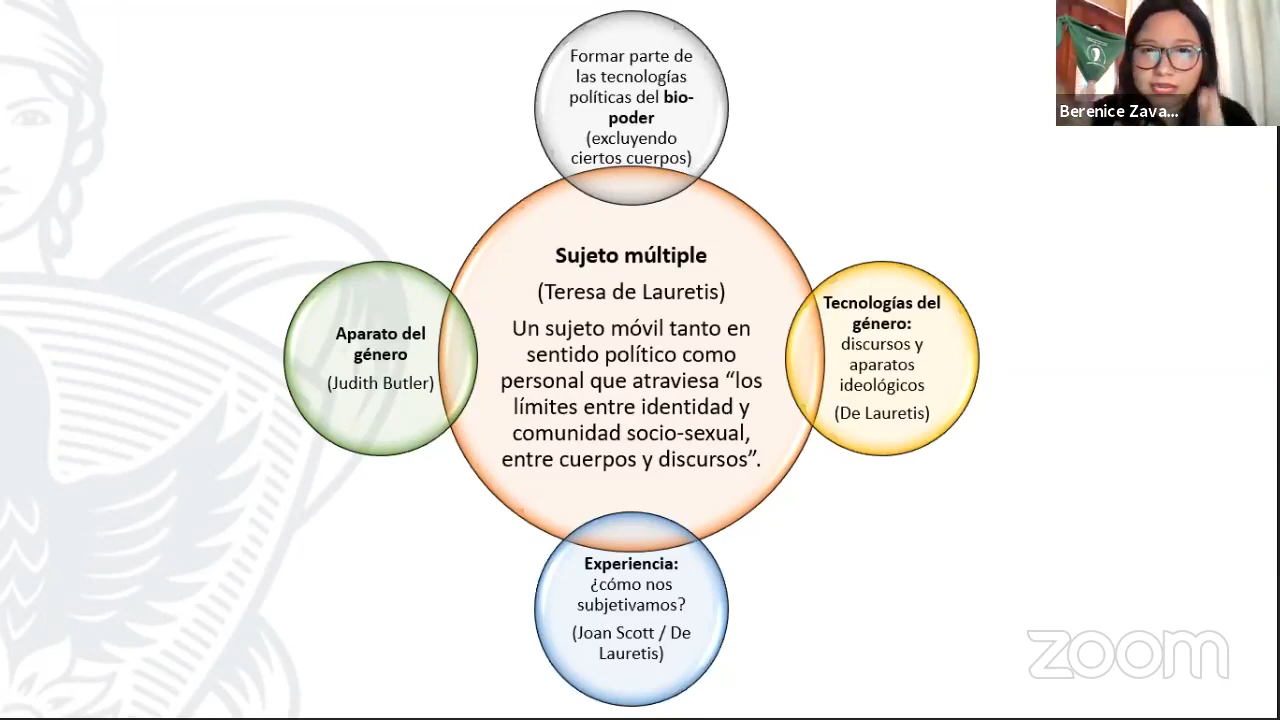 Formar parte de
las tecnologías
políticas del bio-
poder
(excluyendo
ciertos cuerpos)
Berenice Zava...
Sujeto múltiple
(Teresa de Lauretis)
Un sujeto móvil tanto en
sentido político como
personal que atraviesa “los
límites entre identidad y
comunidad socio-sexual,
entre cuerpos y discursos”.
Aparato del
género
(Judith Butler)
Tecnologías del
género:
discursos y
aparatos
ideológicos
(De Lauretis)
Experiencia:
¿cómo nos
subjetivamos?
(Joan Scott / De
Lauretis)
zoom